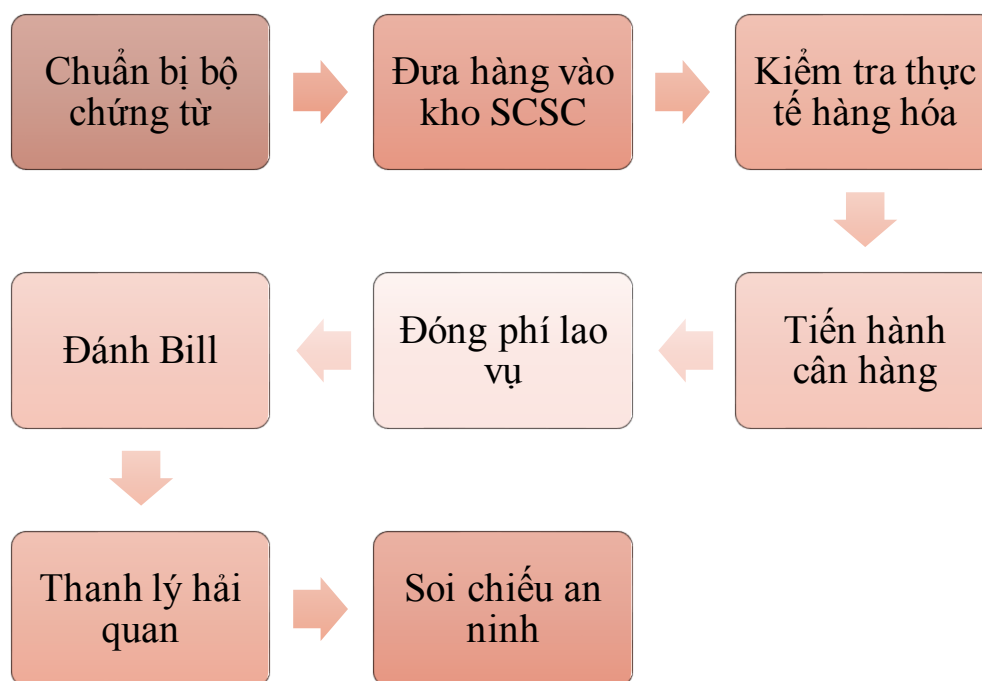 Chuẩn bị bộ
chứng từ
Đưa hàng vào
kho SCSC
Kiểm tra thực
tế hàng hóa
Tiến hành
cân hàng
Đóng phí lao
vụ
Đánh Bill
Thanh lý hải
quan
Soi chiếu an
ninh